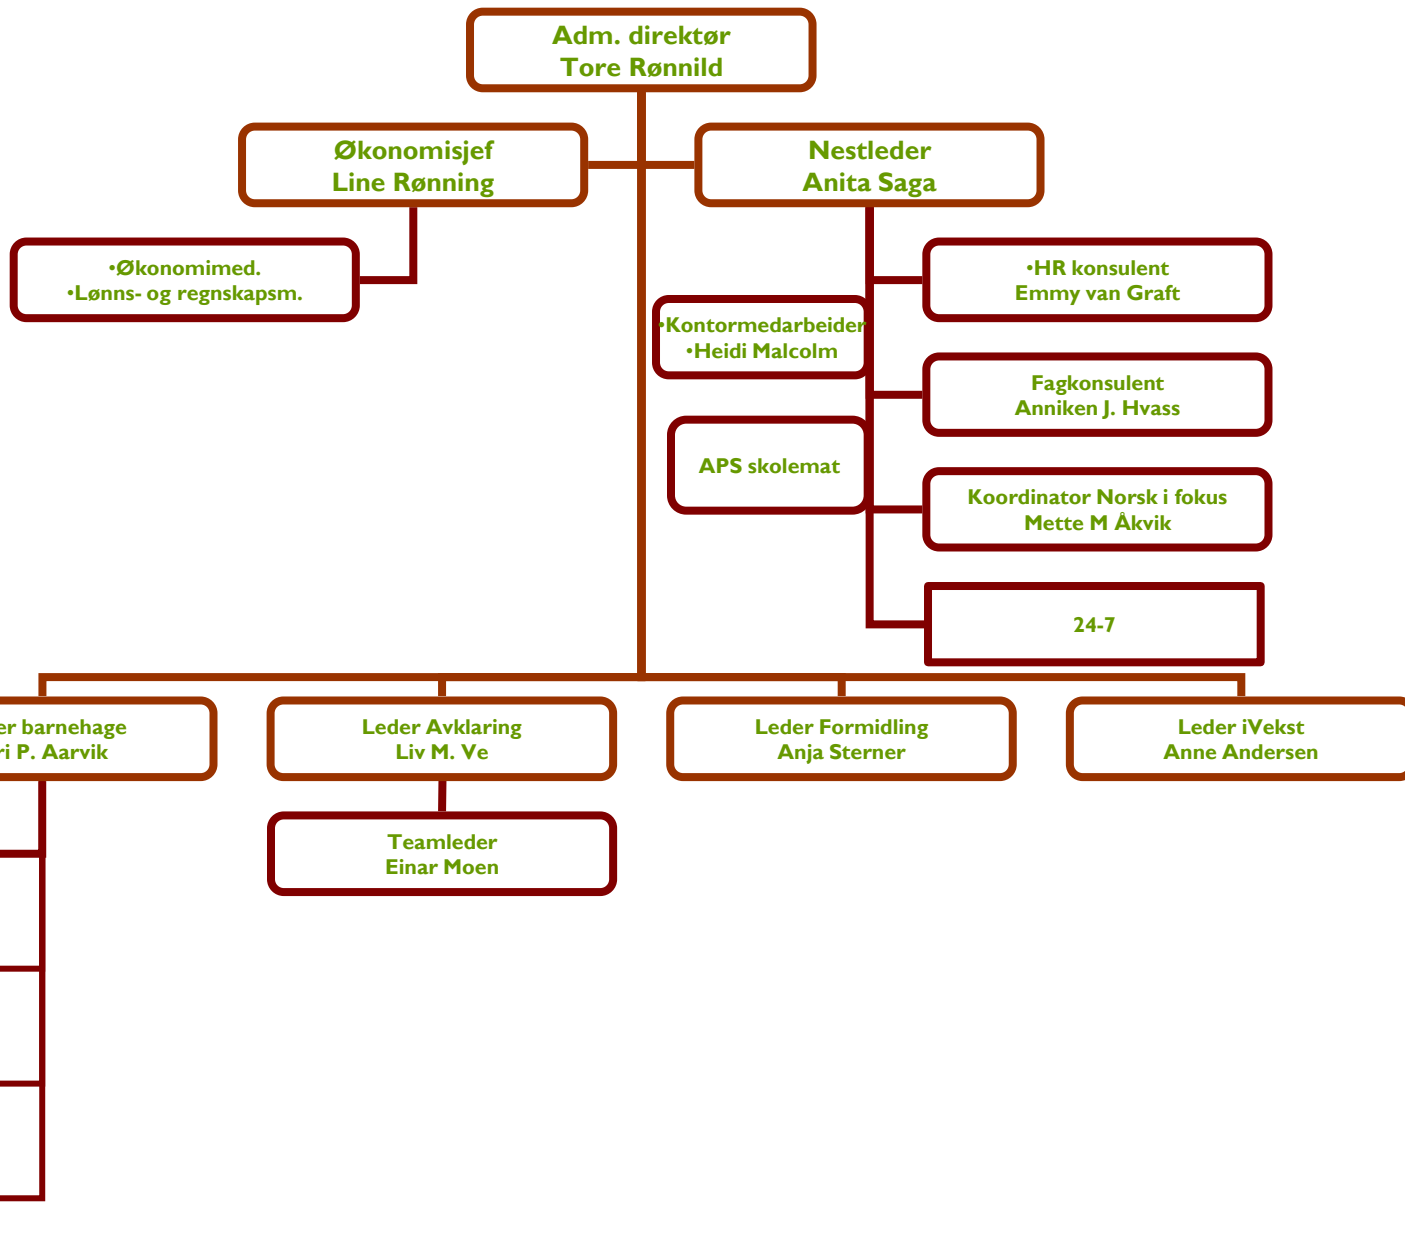 Adm. direktør
Tore Rønnild
Økonomisjef
Line Rønning
Nestleder
Anita Saga
•Økonomimed.
•Lønns- og regnskapsm.
•HR konsulent
Emmy van Graft
•Kontormedarbeider
•Heidi Malcolm
Fagkonsulent
Anniken J. Hvass
APS skolemat
Koordinator Norsk i fokus
Mette M Åkvik
24-7
barnehage
P. Aarvik
Leder Avklaring
Liv M. Ve
Leder Formidling
Anja Sterner
Leder iVekst
Anne Andersen
Teamleder
Einar Moen